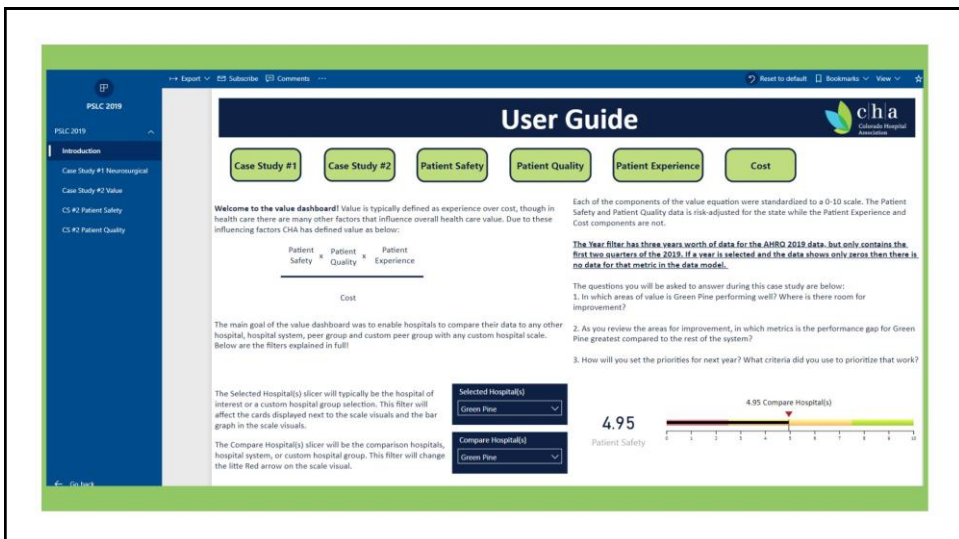 Export
Subscribe
Comments
Reset to default
Bookmarks
View
PSLC 2019
PSLC 2019
Introduction
Case Study #1 Neurosurgical
Case Study #2 Value
CS #2 Patient Safety
CS #2 Patient Quality
Go back
User Guide
c|h|a
Colorado Hospital
Association
Case Study #1
Case Study #2
Patient Safety
Patient Quality
Patient Experience
Cost
Welcome to the value dashboard! Value is typically defined as experience over cost, though in
health care there are many other factors that influence overall health care value. Due to these
influencing factors CHA has defined value as below:
Patient Safety x Patient Quality x Patient Experience
Cost
The main goal of the value dashboard was to enable hospitals to compare their data to any other
hospital, hospital system, peer group and custom peer group with any custom hospital scale.
Below are the filters explained in full!
Each of the components of the value equation were standardized to a 0-10 scale. The Patient
Safety and Patient Quality data is risk-adjusted for the state while the Patient Experience and
Cost components are not.
The Year filter has three years worth of data for the AHRQ 2019 data, but only contains the
first two quarters of the 2019. If a year is selected and the data shows only zeros then there is
no data for that metric in the data model.
The questions you will be asked to answer during this case study are below:
1. In which areas of value is Green Pine performing well? Where is there room for
improvement?
2. As you review the areas for improvement, in which metrics is the performance gap for Green
Pine greatest compared to the rest of the system?
3. How will you set the priorities for next year? What criteria did you use to prioritize that work?
The Selected Hospital(s) slicer will typically be the hospital of
interest or a custom hospital group selection. This filter will
affect the cards displayed next to the scale visuals and the bar
graph in the scale visuals.
The Compare Hospital(s) slicer will be the comparison hospitals,
hospital system, or custom hospital group. This filter will change
the litte Red arrow on the scale visual.
Selected Hospital(s)
Green Pine
Compare Hospital(s)
Green Pine
4.95
Patient Safety
4.95 Compare Hospital(s)
0 1 2 3 4 5 6 7 8 9 10